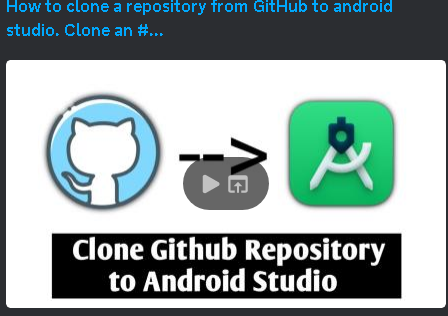 How to clone a repository from GitHub to android
studio. Clone an #...
-->
Clone Github Repository
to Android Studio